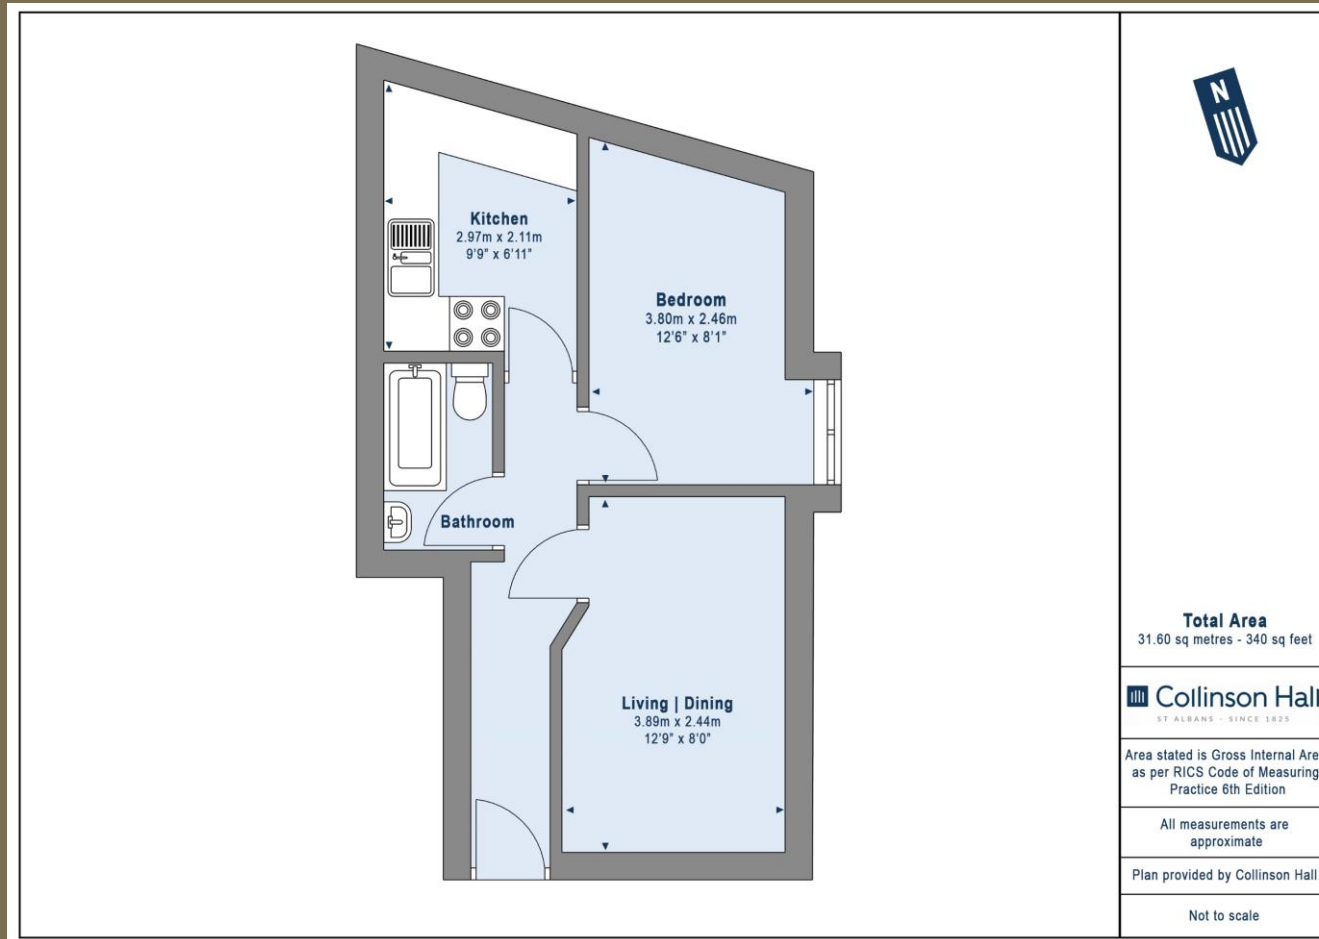 Kitchen
2.97m x 2.11m
9'9" x 6'11"
Bedroom
3.80m x 2.46m
12'6" x 8'1"
Bathroom
Living | Dining
3.89m x 2.44m
12'9" x 8'0"
N
Total Area
31.60 sq metres - 340 sq feet
Collinson Hall
ST ALBANS - SINCE 1825
Area stated is Gross Internal Are
as per RICS Code of Measuring
Practice 6th Edition
All measurements are
approximate
Plan provided by Collinson Hall
Not to scale